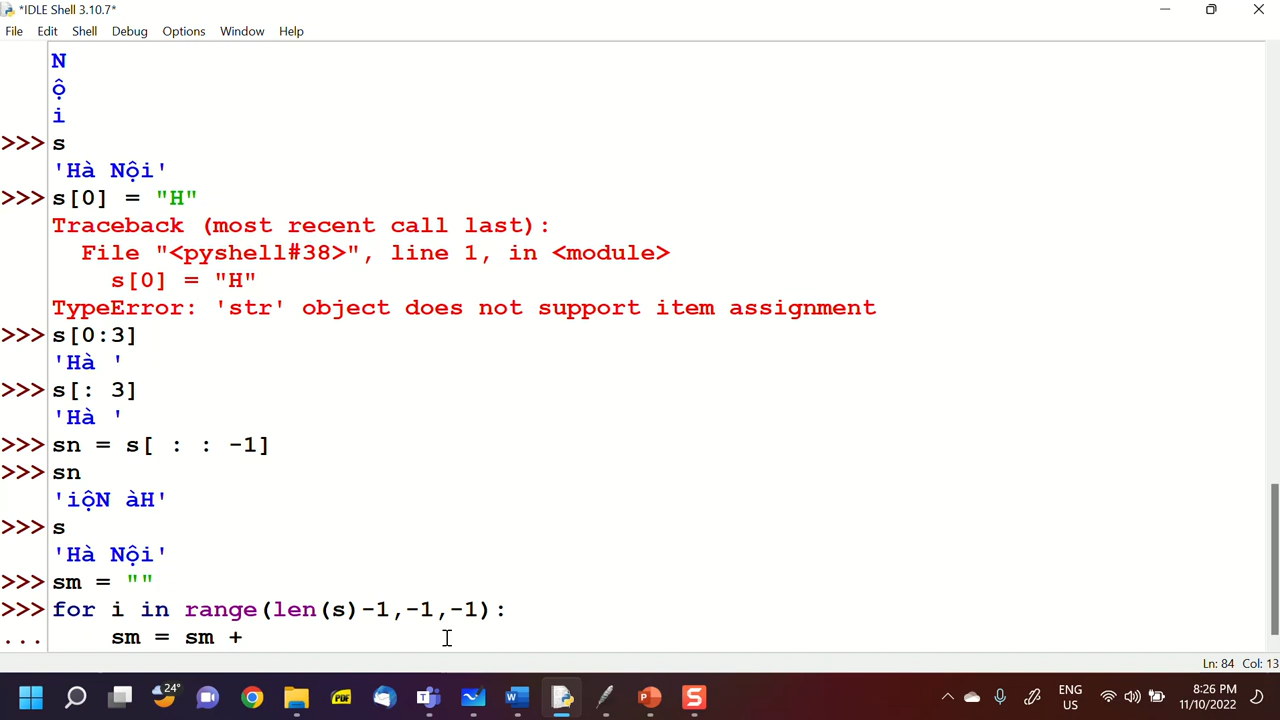 *IDLE Shell 3.10.7*
File Edit Shell Debug Options Window Help
N
ộ
i
>>> s
'Hà Nội'
>>> s[0] = "H"
Traceback (most recent call last):
  File "<pyshell#38>", line 1, in <module>
    s[0] = "H"
TypeError: 'str' object does not support item assignment
>>> s[0:3]
'Hà '
>>> s[: 3]
'Hà '
>>> sn = s[ : : -1]
>>> sn
'iộN àH'
>>> s
'Hà Nội'
>>> sm = ""
>>> for i in range(len(s)-1,-1,-1):
...     sm = sm +
Ln: 84 Col: 13
24°
PDF
W
P
S
ENG
US
8:26 PM
11/10/2022